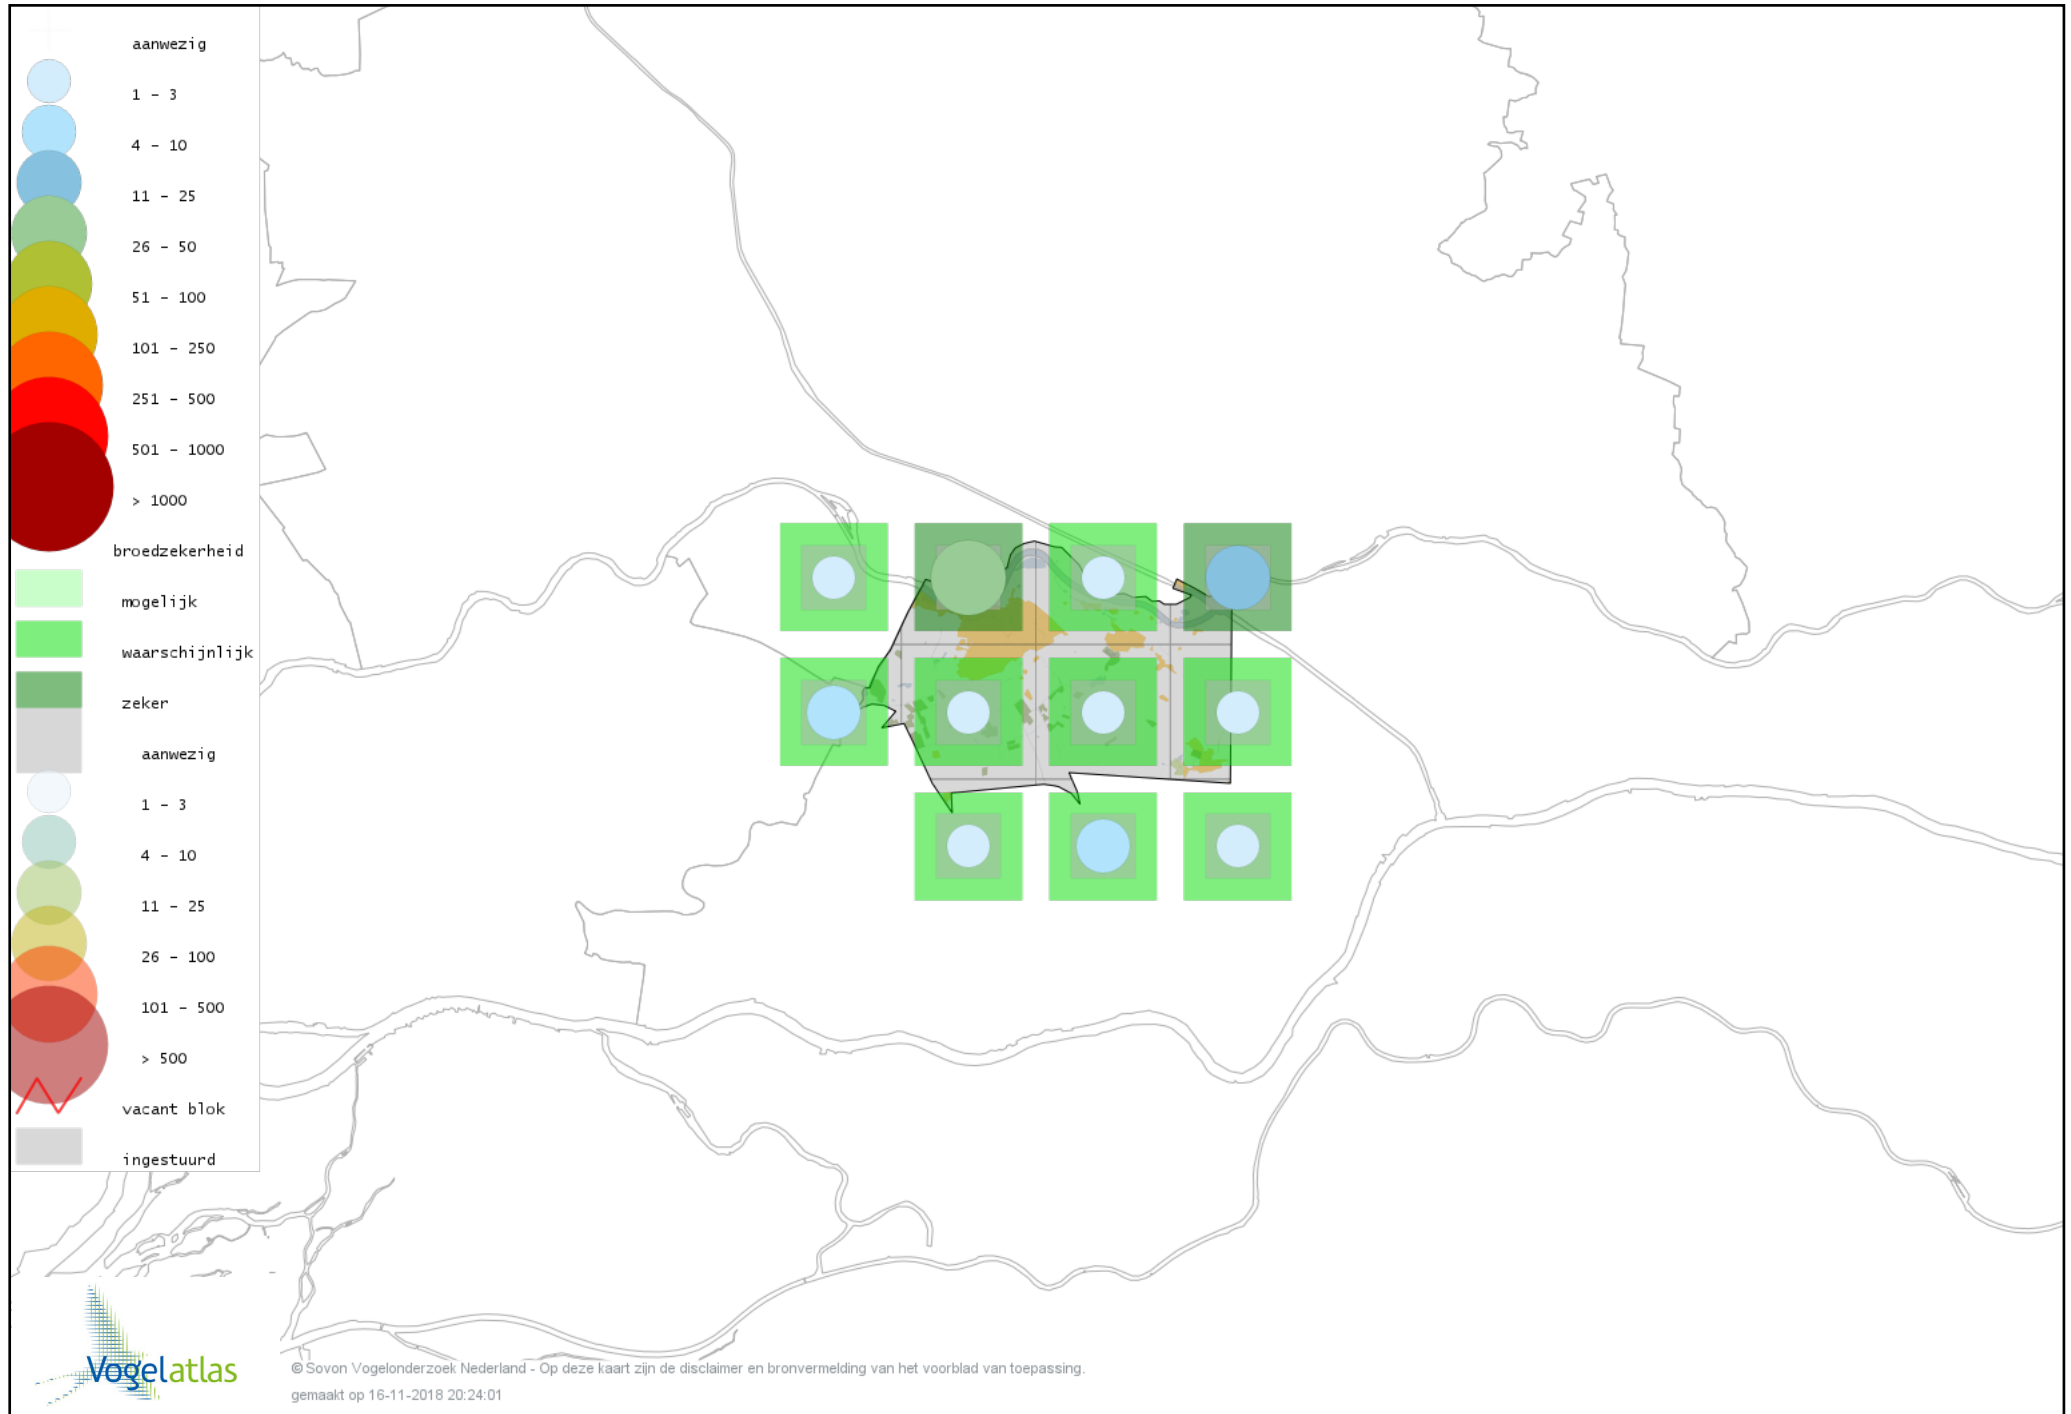 aanwezig
1 - 3
4 - 10
11 - 25
26 - 50
51 - 100
101 - 250
251 - 500
501 - 1000
> 1000
broedzekerheid
mogelijk
waarschijnlijk
zeker
aanwezig
1 - 3
4 - 10
11 - 25
26 - 100
101 - 500
> 500
vacant blok
ingestuurd
Vogelatlas
© Sovon Vogelonderzoek Nederland - Op deze kaart zijn de disclaimer en bronvermelding van het voorblad van toepassing.
gemaakt op 16-11-2018 20:24:01